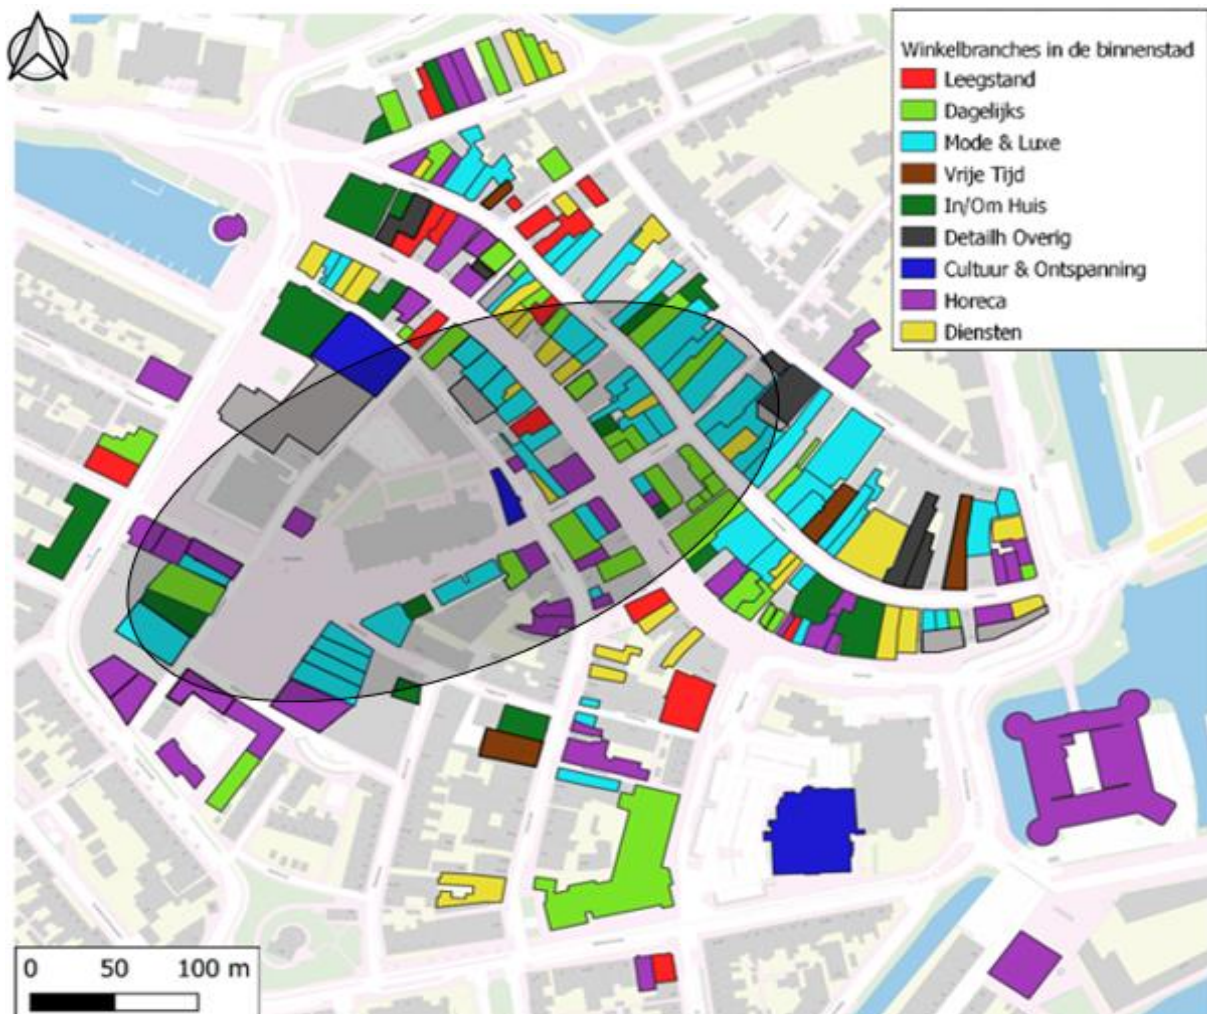 Winkelbranches in de binnenstad
Leegstand
Dagelijks
Mode & Luxe
Vrije Tijd
In/Om Huis
Detailh Overig
Cultuur & Ontspanning
Horeca
Diensten
0 50 100 m